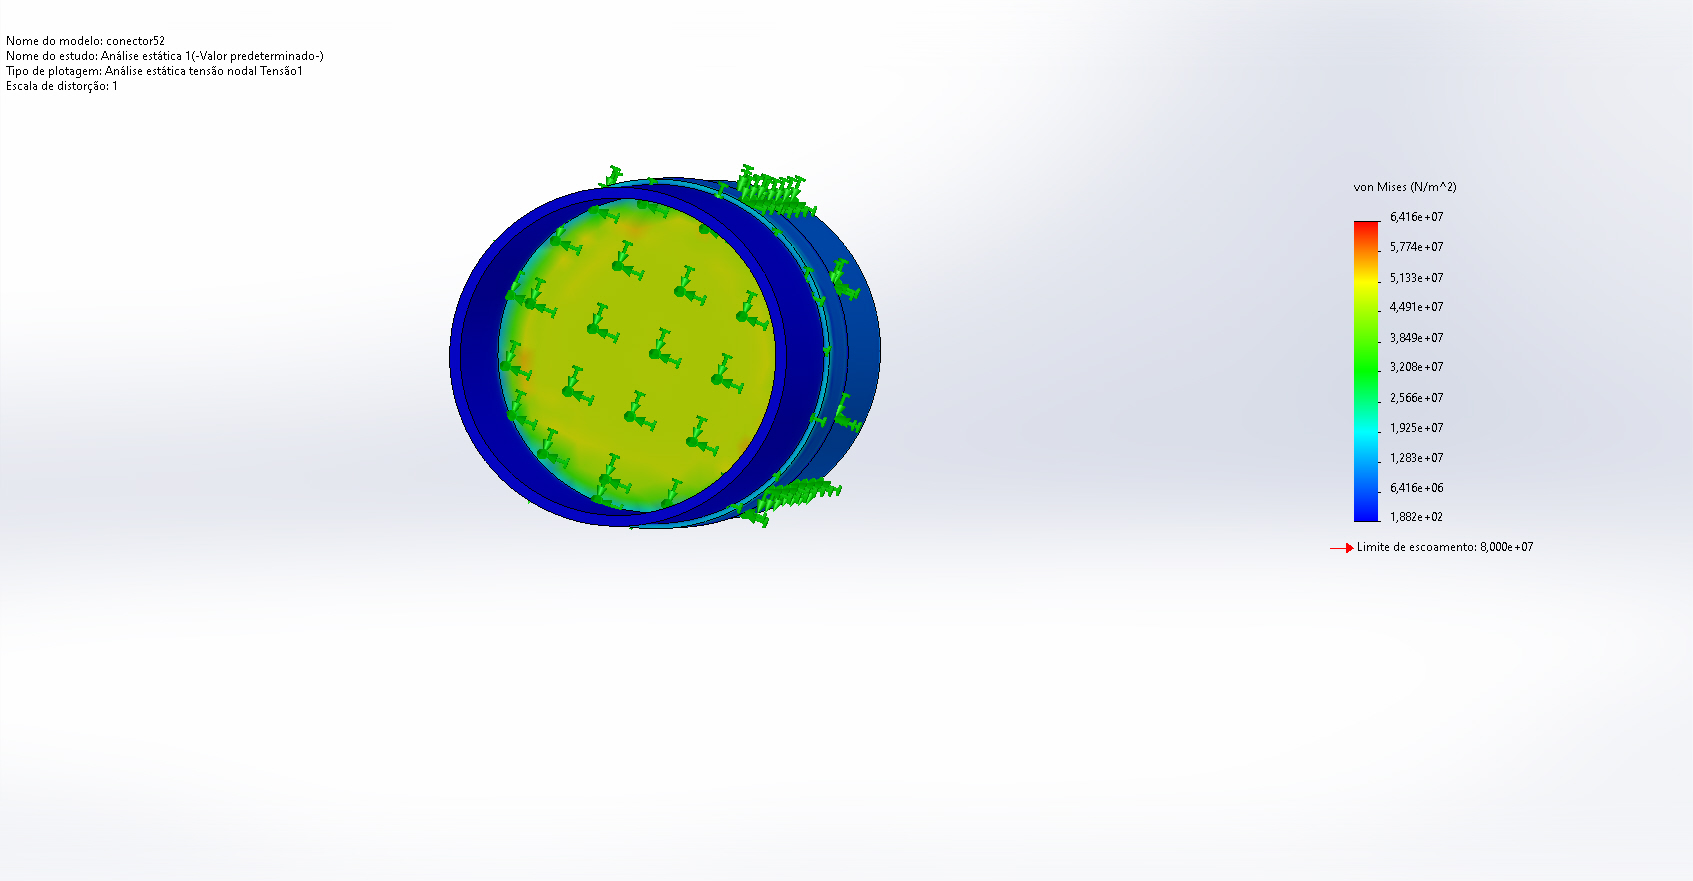 Nome do modelo: conector52
Nome do estudo: Análise estática 1(-Valor predeterminado-)
Tipo de plotagem: Análise estática tensão nodal Tensão1
Escala de distorção: 1
von Mises (N/m^2)
6,416e+07
5,774e+07
5,133e+07
4,491e+07
3,849e+07
3,208e+07
2,566e+07
1,925e+07
1,283e+07
6,416e+06
1,882e+02
Limite de escoamento: 8,000e+07